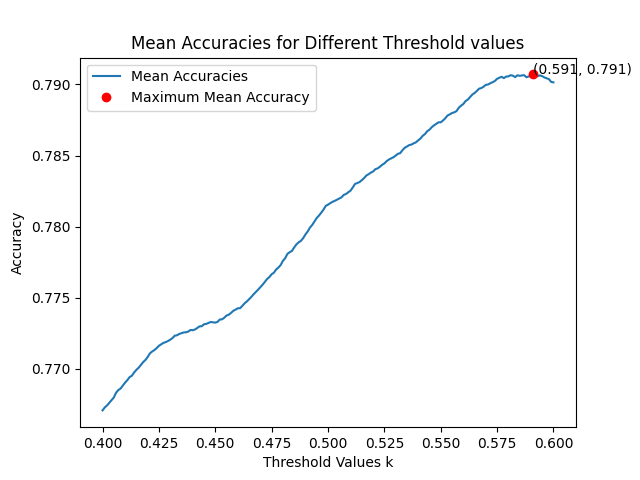 Mean Accuracies for Different Threshold values
Mean Accuracies
Maximum Mean Accuracy
(0.591, 0.791)
Accuracy
0.790
0.785
0.780
0.775
0.770
0.400 0.425 0.450 0.475 0.500 0.525 0.550 0.575 0.600
Threshold Values k